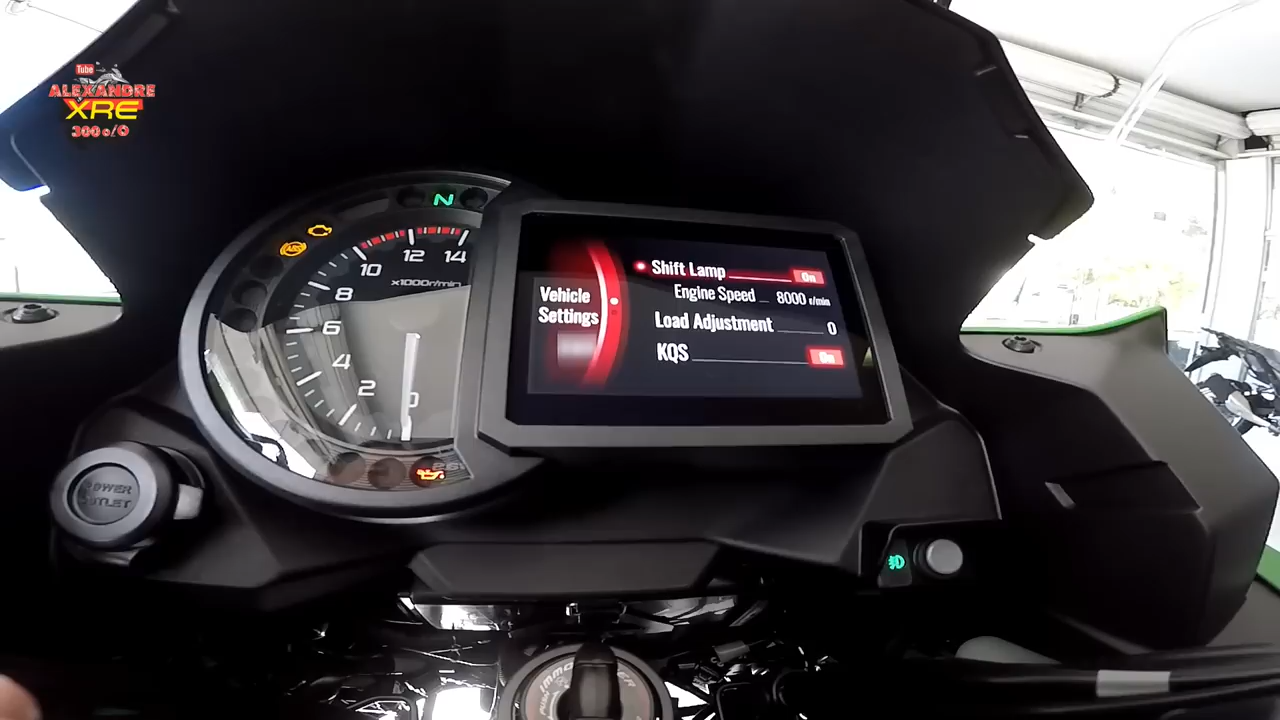 Tube
ALEXANDRE
XRE
300 o/O
N
ABS
10
12
14
x1000r/min
8
6
4
2
0
Vehicle
Settings
Shift Lamp On
Engine Speed 8000 r/min
Load Adjustment 0
KQS On
POWER
OUTLET